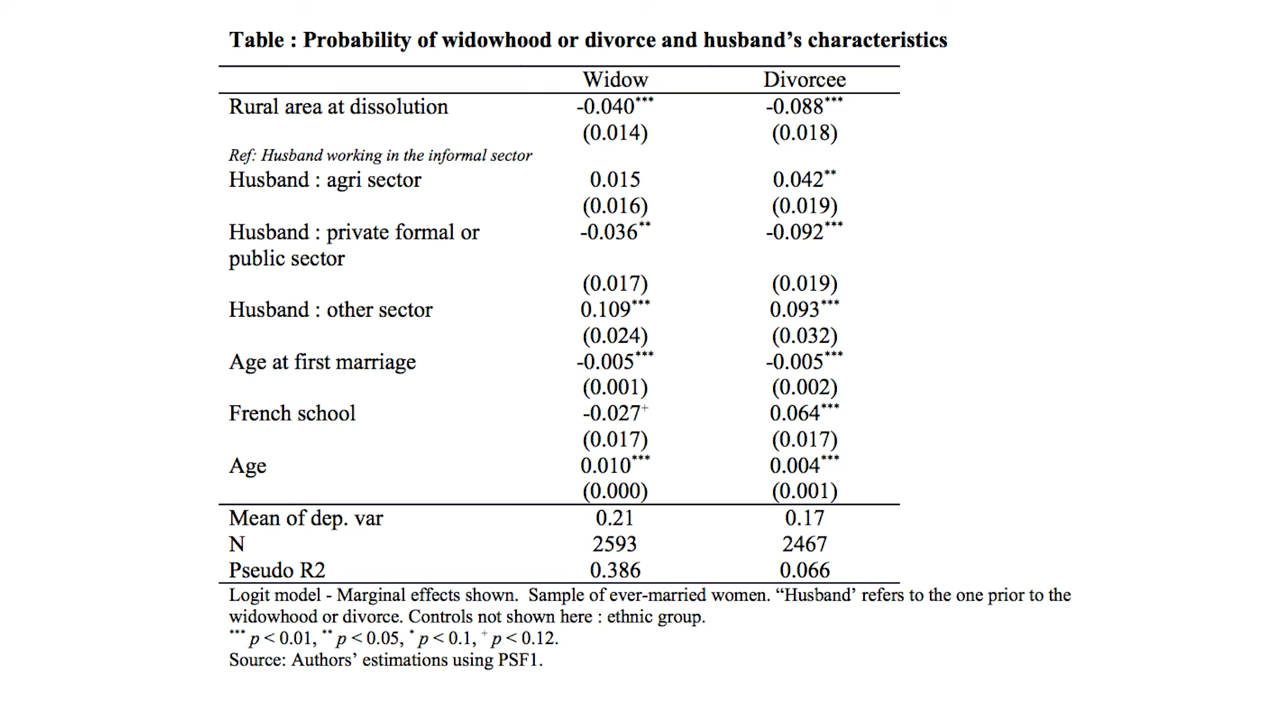 Table : Probability of widowhood or divorce and husband's characteristics
Widow Divorcee
Rural area at dissolution -0.040*** -0.088***
(0.014) (0.018)
Ref: Husband working in the informal sector
Husband : agri sector 0.015 0.042**
(0.016) (0.019)
Husband : private formal or -0.036** -0.092***
public sector
(0.017) (0.019)
Husband : other sector 0.109*** 0.093***
(0.024) (0.032)
Age at first marriage -0.005*** -0.005***
(0.001) (0.002)
French school -0.027+ 0.064***
(0.017) (0.017)
Age 0.010*** 0.004***
(0.000) (0.001)
Mean of dep. var 0.21 0.17
N 2593 2467
Pseudo R2 0.386 0.066
Logit model - Marginal effects shown. Sample of ever-married women. “Husband’ refers to the one prior to the
widowhood or divorce. Controls not shown here : ethnic group.
*** p < 0.01, ** p < 0.05, * p < 0.1, + p < 0.12.
Source: Authors’ estimations using PSF1.